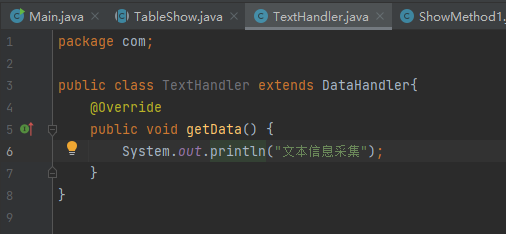 Main.java × TableShow.java × TextHandler.java × ShowMethod1.
1 package com;
2
3 public class TextHandler extends DataHandler{
4 @Override
5 public void getData() {
6 System.out.println("文本信息采集");
7 }
8 }
9